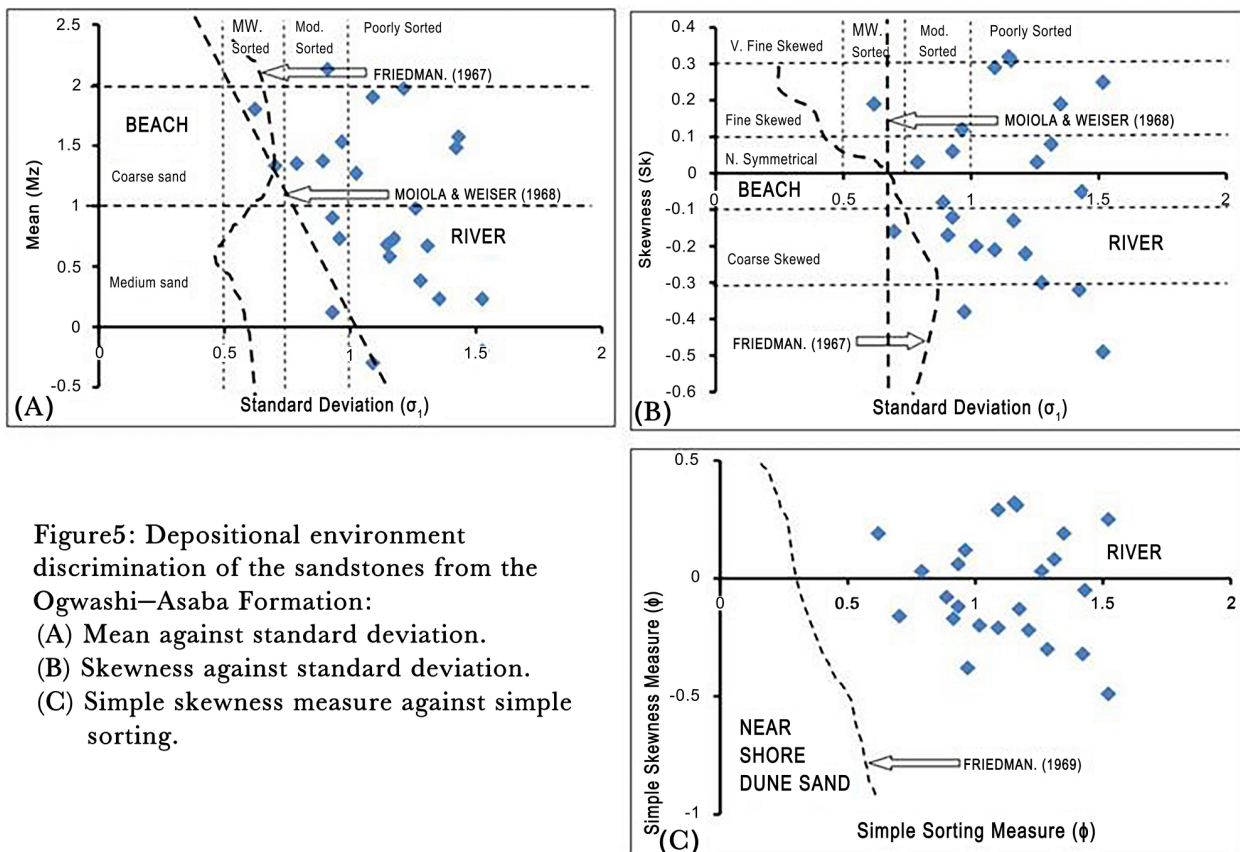 2.5
2
1.5
1
0.5
0
-0.5
Mean (Mz)
MW.
Sorted
Mod.
Sorted
Poorly Sorted
FRIEDMAN. (1967)
BEACH
Coarse sand
MOIOLA & WEISER (1968)
RIVER
Medium sand
0
0.5
1
1.5
2
(A)
Standard Deviation (σ1)
0.4
0.3
0.2
0.1
0
-0.1
-0.2
-0.3
-0.4
-0.5
-0.6
Skewness (Sk)
V. Fine Skewed
MW.
Sorted
Mod.
Sorted
Poorly Sorted
Fine Skewed
MOIOLA & WEISER (1968)
N. Symmetrical
BEACH
0
0.5
1
1.5
2
RIVER
Coarse Skewed
FRIEDMAN. (1967)
(B)
Standard Deviation (σ1)
Figure5: Depositional environment
discrimination of the sandstones from the
Ogwashi–Asaba Formation:
(A) Mean against standard deviation.
(B) Skewness against standard deviation.
(C) Simple skewness measure against simple
sorting.
0.5
0
-0.5
-1
Simple Skewness Measure (ϕ)
RIVER
0
0.5
1
1.5
2
NEAR
SHORE
DUNE SAND
FRIEDMAN. (1969)
(C)
Simple Sorting Measure (ϕ)